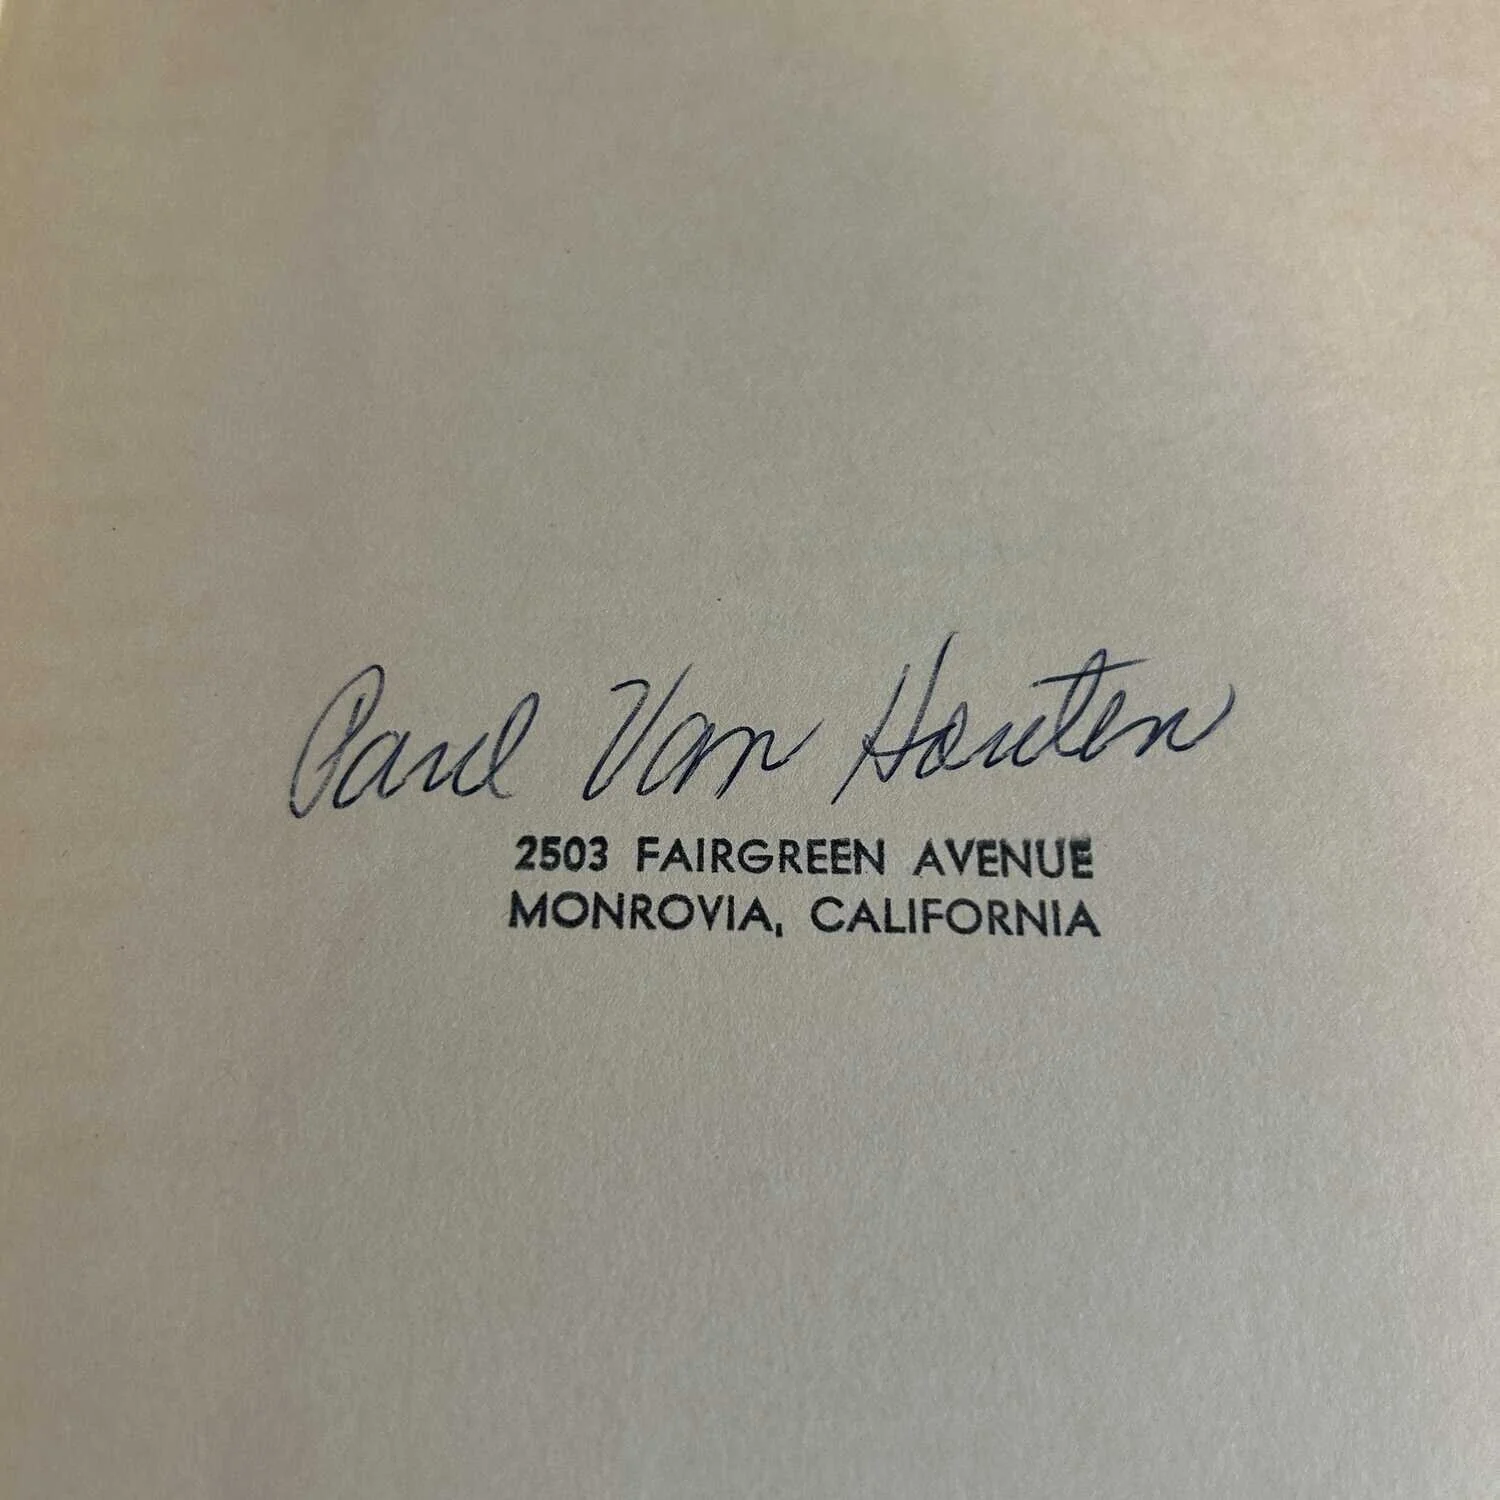 Paul Van Houten
2503 FAIRGREEN AVENUE
MONROVIA, CALIFORNIA